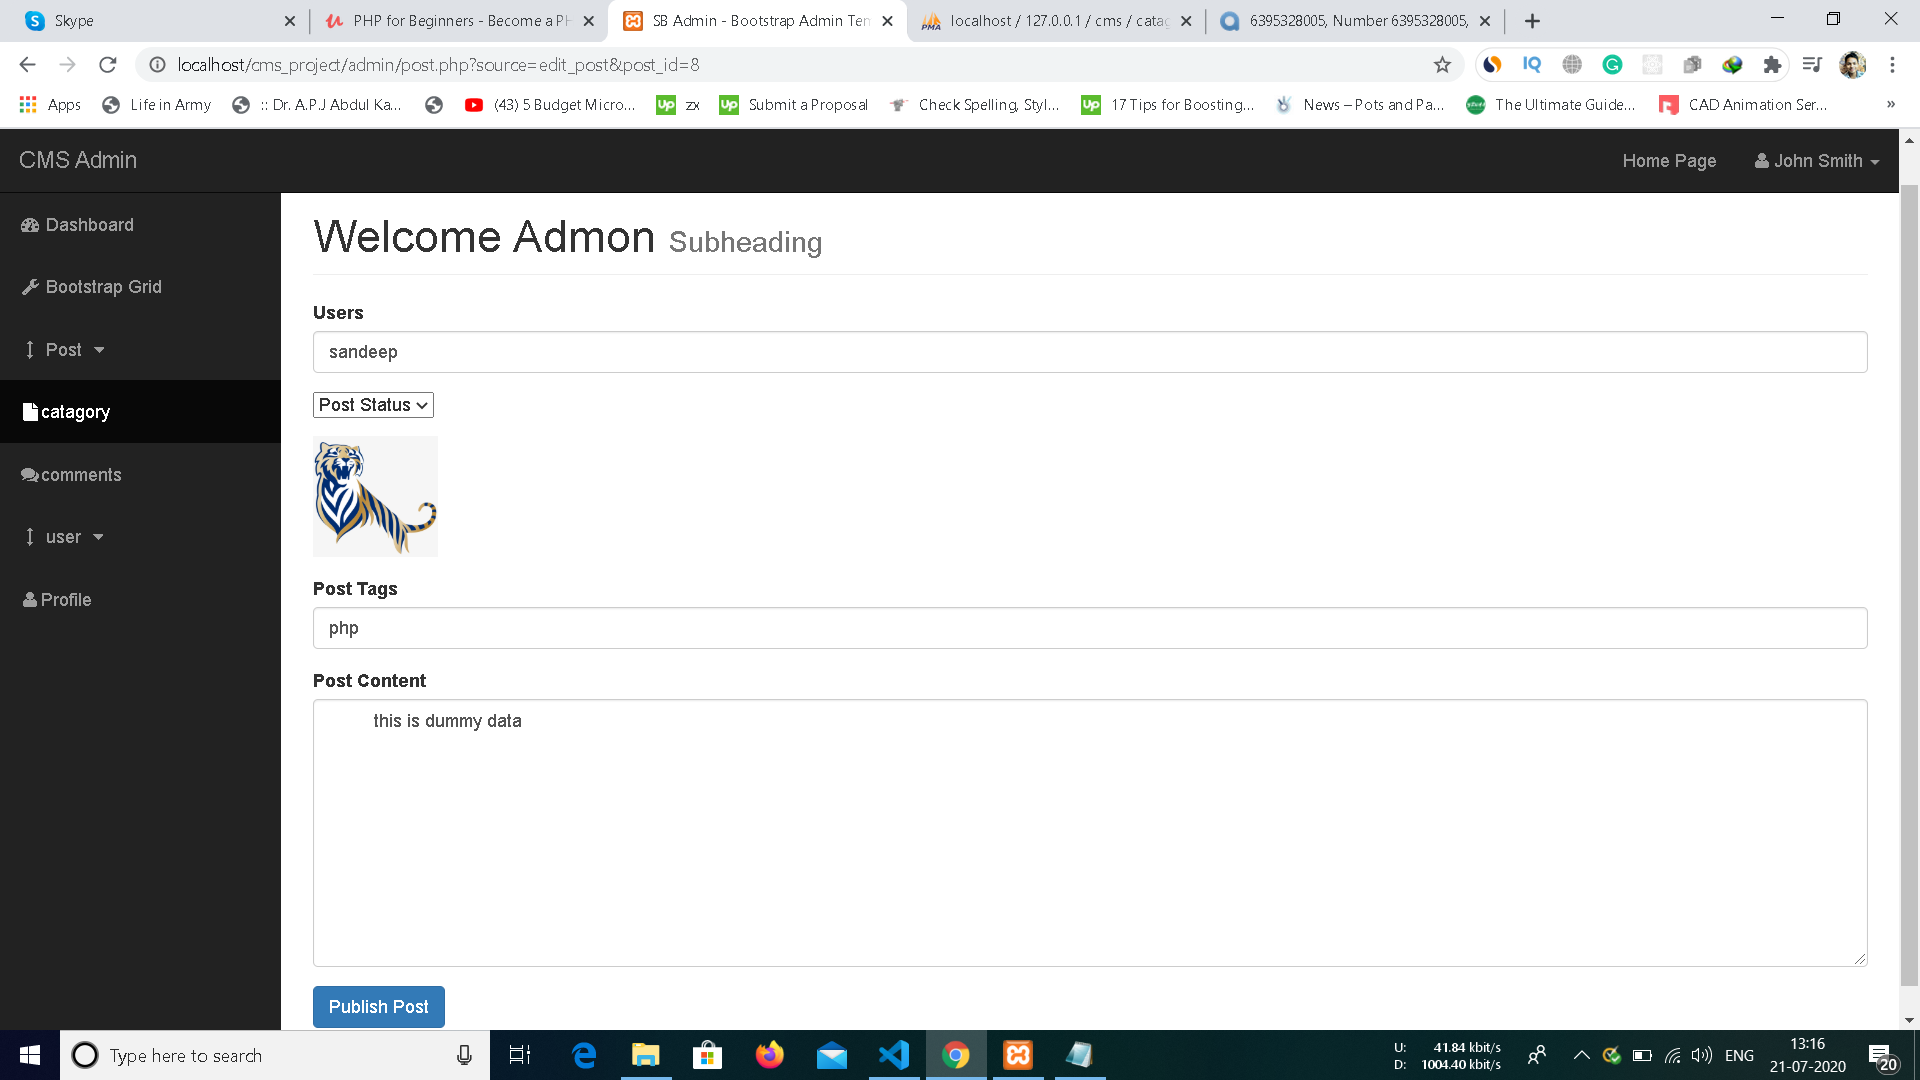 Skype
PHP for Beginners - Become a PH
SB Admin - Bootstrap Admin Tem
localhost / 127.0.0.1 / cms / catag
6395328005, Number 6395328005,
localhost/cms_project/admin/post.php?source=edit_post&post_id=8
IQ
Apps
Life in Army
:: Dr. A.P.J Abdul Ka...
(43) 5 Budget Micro...
Up zx
Up Submit a Proposal
Check Spelling, Styl...
Up 17 Tips for Boosting...
News – Pots and Pa...
The Ultimate Guide...
CAD Animation Ser...
»
CMS Admin
Home Page
John Smith
Dashboard
Bootstrap Grid
Post
catagory
comments
user
Profile
Welcome Admon Subheading
Users
sandeep
Post Status
Post Tags
php
Post Content
this is dummy data
Publish Post
Type here to search
U: 41.84 kbit/s
D: 1004.40 kbit/s
ENG
13:16
21-07-2020
20